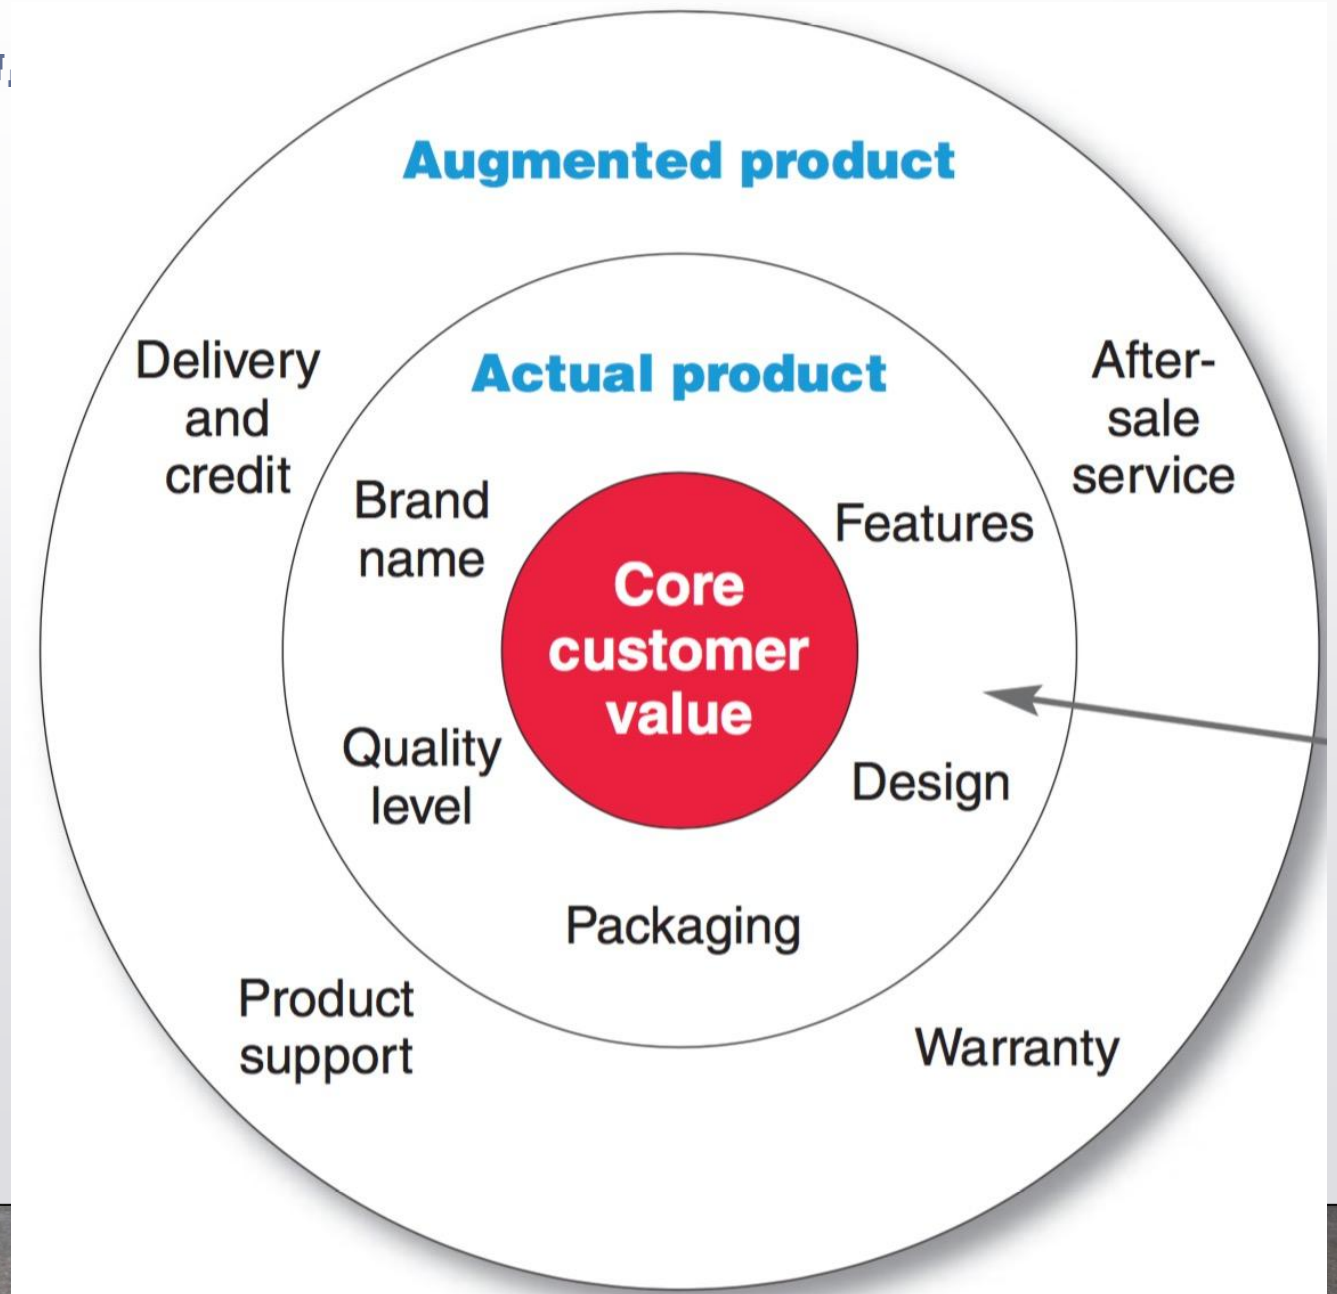 Augmented product
Delivery
and
credit
After-
sale
service
Actual product
Brand
name
Features
Core
customer
value
Quality
level
Design
Packaging
Product
support
Warranty